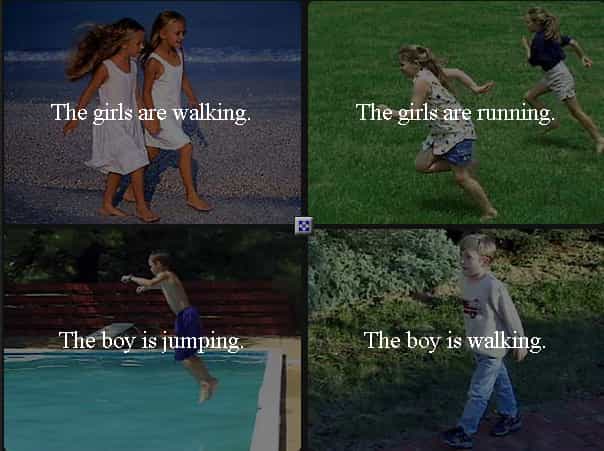 The girls are walking.
The girls are running.
The boy is jumping.
The boy is walking.